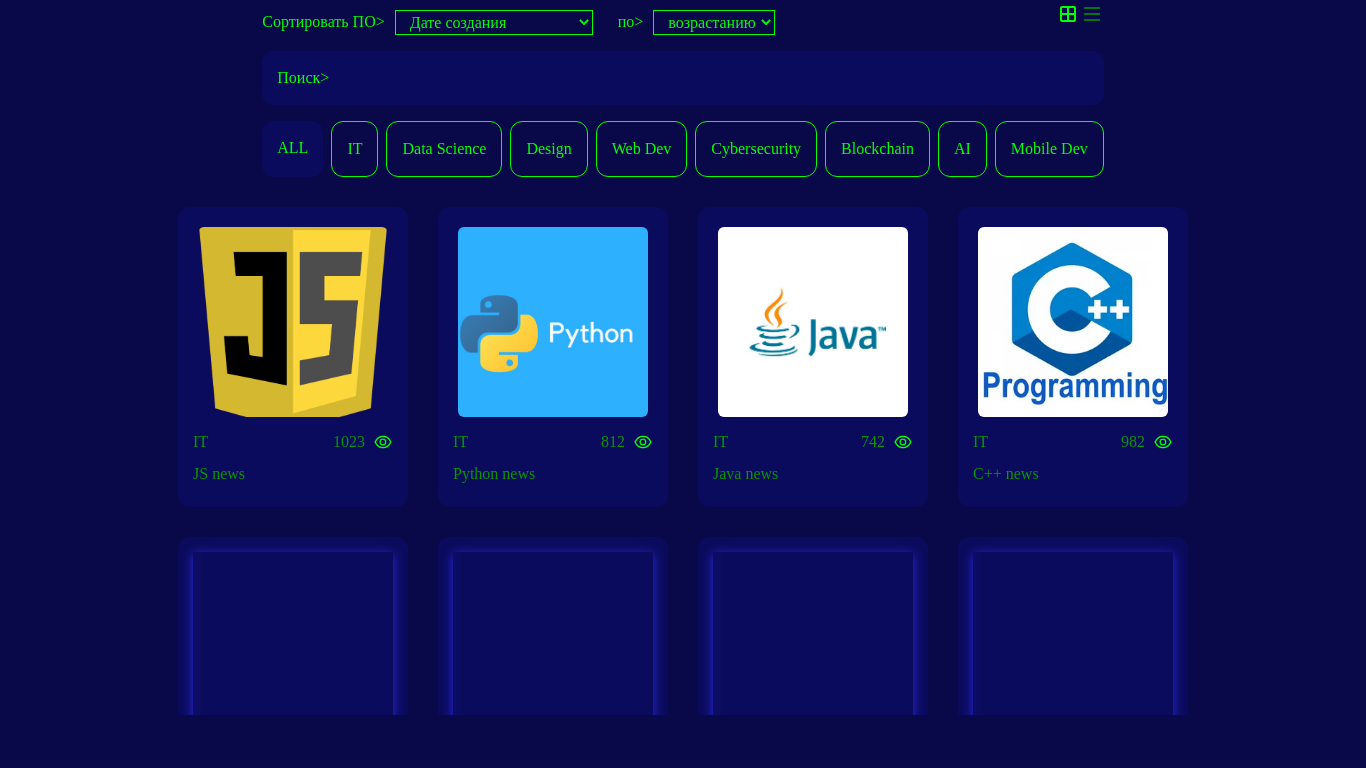 Сортировать ПО> Дате создания по> возрастанию
Поиск>
ALL IT Data Science Design Web Dev Cybersecurity Blockchain AI Mobile Dev
JS Python Java™ C++ Programming
IT 1023 IT 812 IT 742 IT 982
JS news Python news Java news C++ news